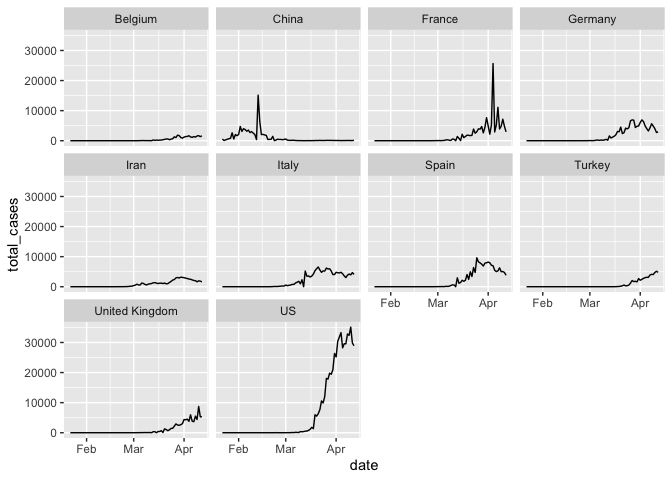 Belgium China France Germany
30000
20000
10000
0
Iran Italy Spain Turkey
30000
20000
10000
0
Feb Mar Apr Feb Mar Apr
United Kingdom US
30000
20000
10000
0
Feb Mar Apr Feb Mar Apr
total_cases
date